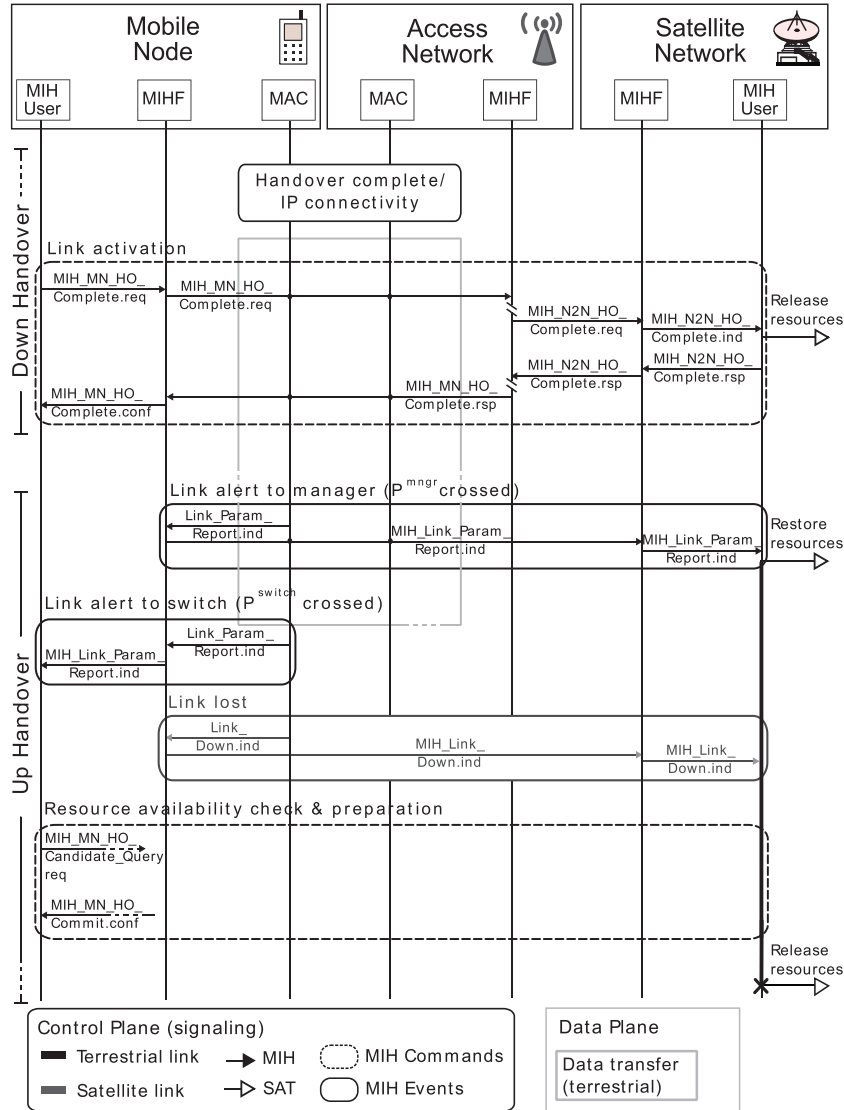 Mobile
Node
Access
Network
Satellite
Network
MIH
User
MIHF
MAC
MAC
MIHF
MIHF
MIH
User
Handover complete/
IP connectivity
Down Handover
Link activation
MIH_MN_HO_
Complete.req
MIH_MN_HO_
Complete.req
MIH_N2N_HO_
Complete.req
MIH_N2N_HO_
Complete.ind
Release
resources
MIH_N2N_HO_
Complete.rsp
MIH_N2N_HO_
Complete.rsp
MIH_MN_HO_
Complete.rsp
MIH_MN_HO_
Complete.conf
Up Handover
Link alert to manager (P mngr crossed)
Link_Param_
Report.ind
MIH_Link_Param_
Report.ind
MIH_Link_Param_
Report.ind
Restore
resources
Link alert to switch (P switch crossed)
Link_Param_
Report.ind
MIH_Link_Param_
Report.ind
Link lost
Link_
Down.ind
MIH_Link_
Down.ind
MIH_Link_
Down.ind
Resource availability check & preparation
MIH_MN_HO_
Candidate_Query
req
MIH_MN_HO_
Commit.conf
Release
resources
Control Plane (signaling)
Terrestrial link
MIH
MIH Commands
Satellite link
SAT
MIH Events
Data Plane
Data transfer
(terrestrial)